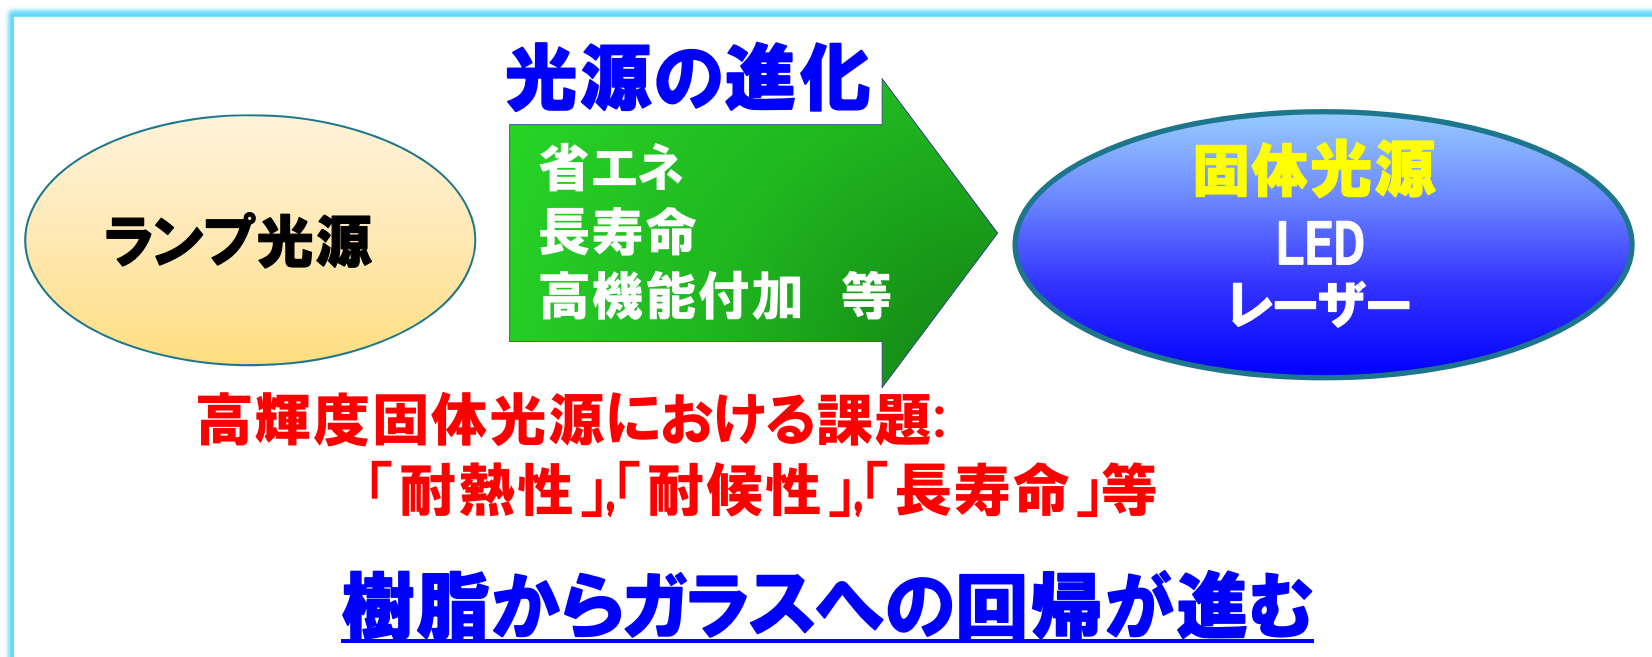 光源の進化
ランプ光源
省エネ
長寿命
高機能付加　等
固体光源
LED
レーザー
高輝度固体光源における課題:
「耐熱性」,「耐候性」,「長寿命」等
樹脂からガラスへの回帰が進む